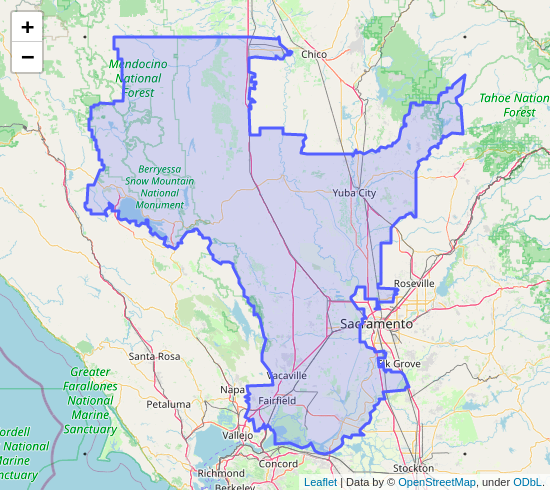 +
−
Chico
Mendocino
National
Forest
Tahoe Nation
Forest
Berryessa
Snow Mountain
National
Monument
Yuba City
Roseville
Sacramento
Santa Rosa
Elk Grove
Greater
Farallones
National
Marine
Sanctuary
Vacaville
Napa
Fairfield
Petaluma
Vallejo
ordell
National
Marine
Sanctuary
Concord
Richmond
Stockton
Berkeley
Leaflet | Data by © OpenStreetMap, under ODbL.